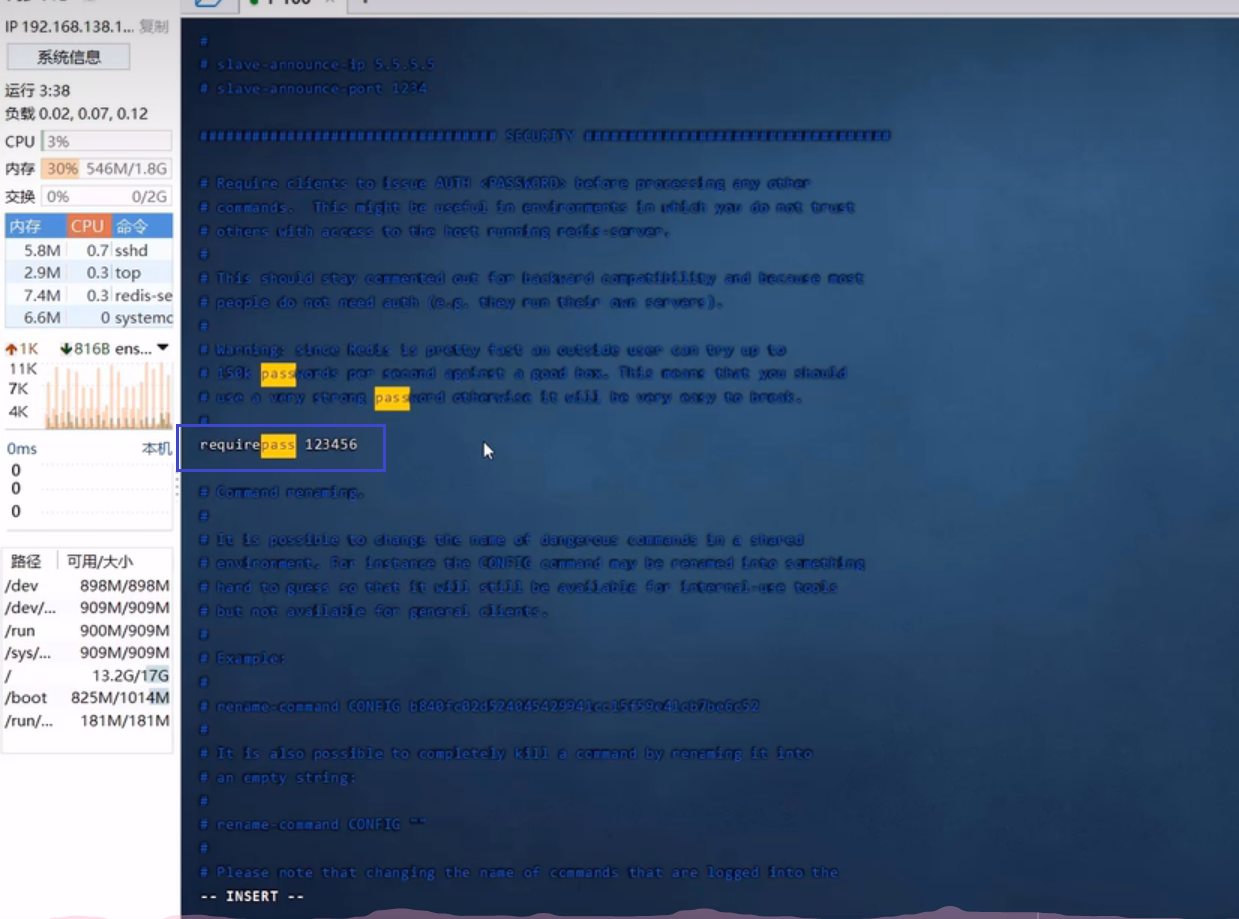 IP 192.168.138.1... 复制
系统信息
运行 3:38
负载 0.02, 0.07, 0.12
CPU 3%
内存 30% 546M/1.8G
交换 0% 0/2G
内存 CPU 命令
5.8M 0.7 sshd
2.9M 0.3 top
7.4M 0.3 redis-se
6.6M 0 systemc
1K 816B ens...
11K
7K
4K
0ms 本机
0
0
0
路径 可用/大小
/dev 898M/898M
/dev/... 909M/909M
/run 900M/909M
/sys/... 909M/909M
/ 13.2G/17G
/boot 825M/1014M
/run/... 181M/181M
#
# slave-announce-ip 5.5.5.5
# slave-announce-port 1234
################################## SECURITY ###################################
# Require clients to issue AUTH <PASSWORD> before processing any other
# commands.  This might be useful in environments in which you do not trust
# others with access to the host running redis-server.
#
# This should stay commented out for backward compatibility and because most
# people do not need auth (e.g. they run their own servers).
#
# Warning: since Redis is pretty fast an outside user can try up to
# 150k passwords per second against a good box. This means that you should
# use a very strong password otherwise it will be very easy to break.
#
requirepass 123456
# Command renaming.
#
# It is possible to change the name of dangerous commands in a shared
# environment. For instance the CONFIG command may be renamed into something
# hard to guess so that it will still be available for internal-use tools
# but not available for general clients.
#
# Example:
#
# rename-command CONFIG b840fc02d524045429941cc15f59e41cb7be6c52
#
# It is also possible to completely kill a command by renaming it into
# an empty string:
#
# rename-command CONFIG ""
#
# Please note that changing the name of commands that are logged into the
-- INSERT --